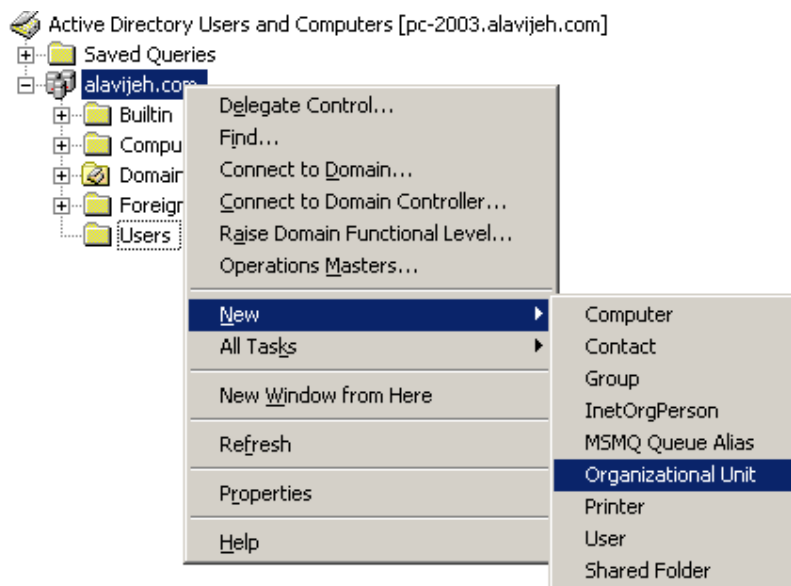 Active Directory Users and Computers [pc-2003.alavijeh.com]
Saved Queries
alavijeh.com
Builtin
Compu
Domain
Foreign
Users
Delegate Control...
Find...
Connect to Domain...
Connect to Domain Controller...
Raise Domain Functional Level...
Operations Masters...
New
All Tasks
New Window from Here
Refresh
Properties
Help
Computer
Contact
Group
InetOrgPerson
MSMQ Queue Alias
Organizational Unit
Printer
User
Shared Folder